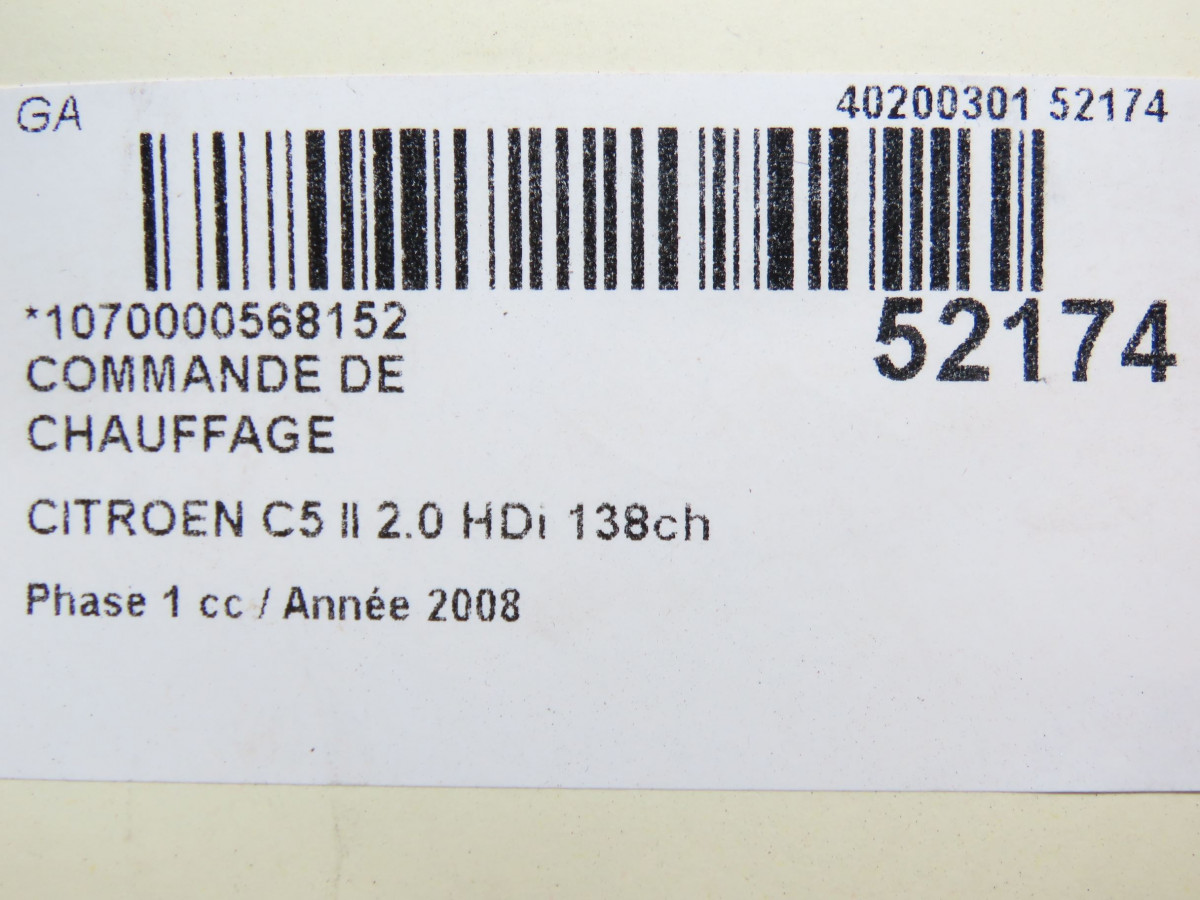 GA
40200301 52174
*1070000568152
52174
COMMANDE DE
CHAUFFAGE
CITROEN C5 II 2.0 HDi 138ch
Phase 1 cc / Année 2008